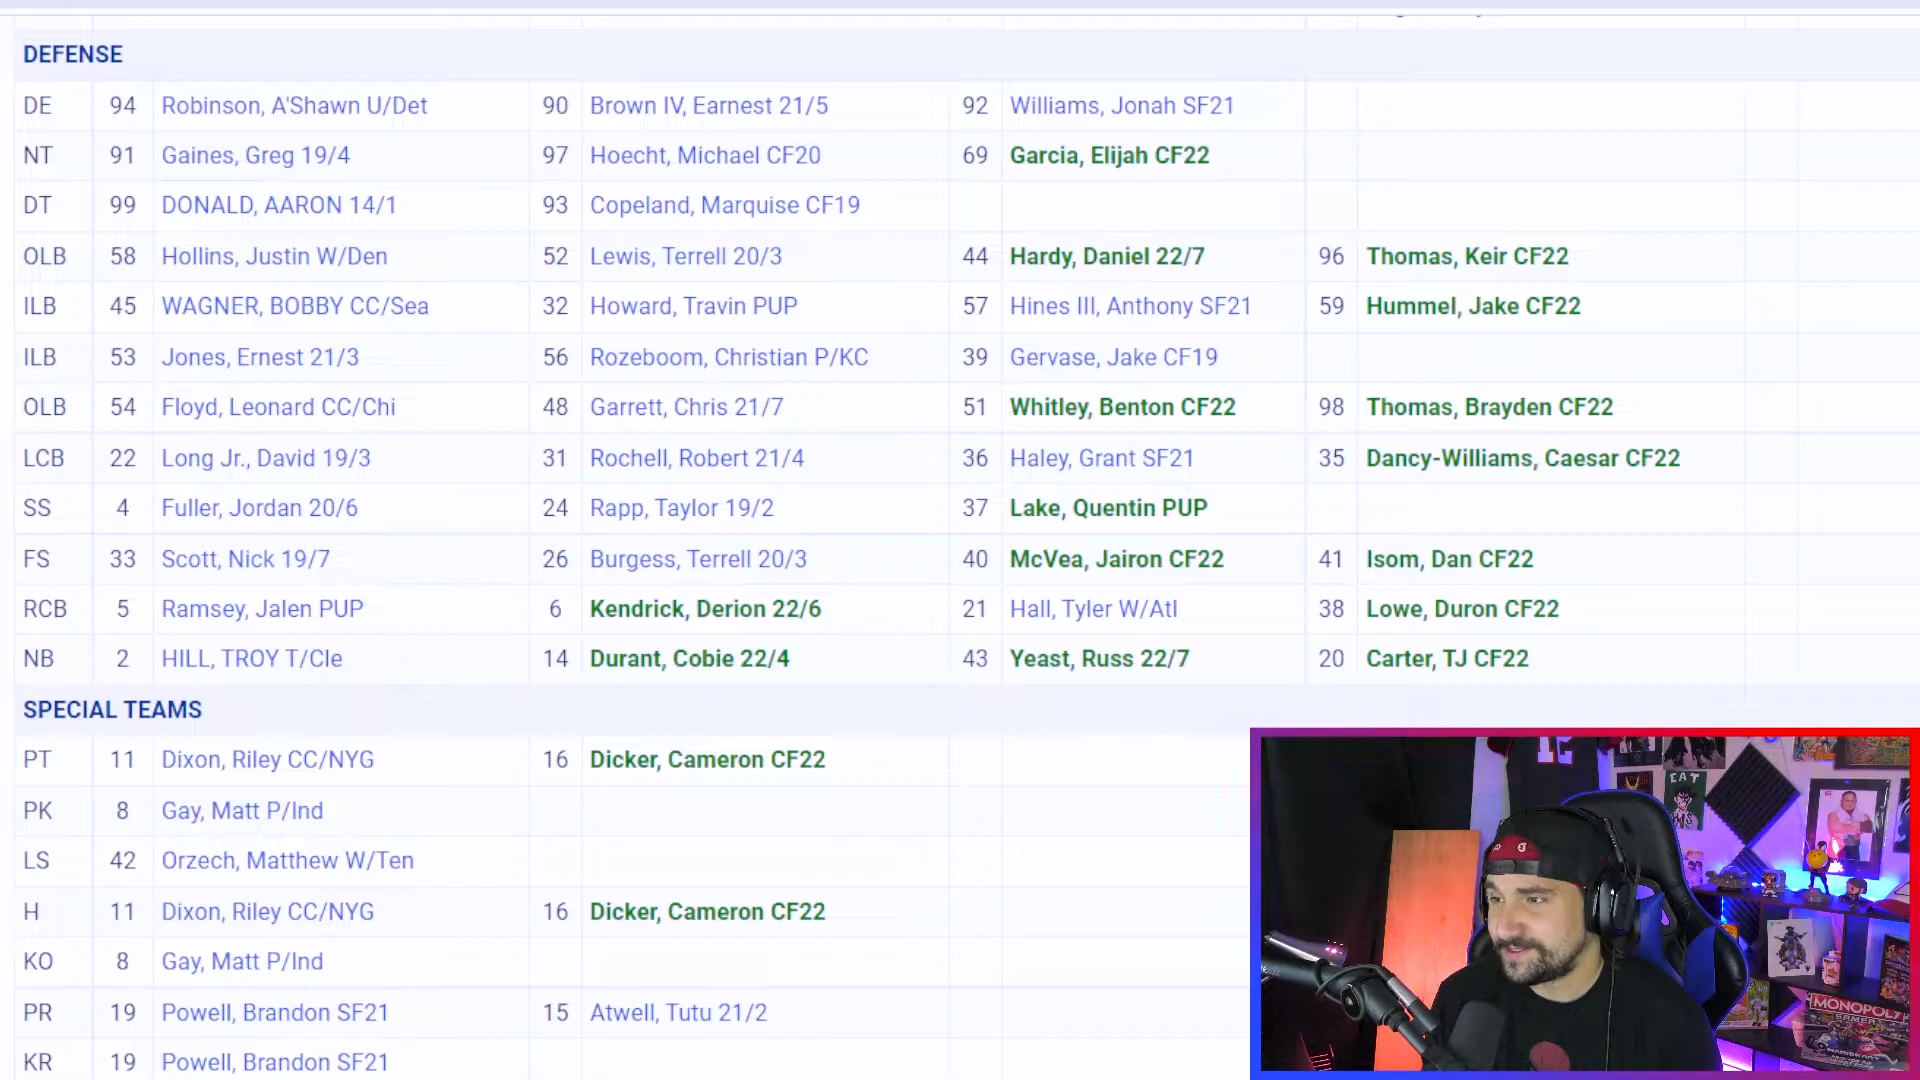 DEFENSE
DE 94 Robinson, A'Shawn U/Det 90 Brown IV, Earnest 21/5 92 Williams, Jonah SF21
NT 91 Gaines, Greg 19/4 97 Hoecht, Michael CF20 69 Garcia, Elijah CF22
DT 99 DONALD, AARON 14/1 93 Copeland, Marquise CF19
OLB 58 Hollins, Justin W/Den 52 Lewis, Terrell 20/3 44 Hardy, Daniel 22/7 96 Thomas, Keir CF22
ILB 45 WAGNER, BOBBY CC/Sea 32 Howard, Travin PUP 57 Hines III, Anthony SF21 59 Hummel, Jake CF22
ILB 53 Jones, Ernest 21/3 56 Rozeboom, Christian P/KC 39 Gervase, Jake CF19
OLB 54 Floyd, Leonard CC/Chi 48 Garrett, Chris 21/7 51 Whitley, Benton CF22 98 Thomas, Brayden CF22
LCB 22 Long Jr., David 19/3 31 Rochell, Robert 21/4 36 Haley, Grant SF21 35 Dancy-Williams, Caesar CF22
SS 4 Fuller, Jordan 20/6 24 Rapp, Taylor 19/2 37 Lake, Quentin PUP
FS 33 Scott, Nick 19/7 26 Burgess, Terrell 20/3 40 McVea, Jairon CF22 41 Isom, Dan CF22
RCB 5 Ramsey, Jalen PUP 6 Kendrick, Derion 22/6 21 Hall, Tyler W/Atl 38 Lowe, Duron CF22
NB 2 HILL, TROY T/Cle 14 Durant, Cobie 22/4 43 Yeast, Russ 22/7 20 Carter, TJ CF22
SPECIAL TEAMS
PT 11 Dixon, Riley CC/NYG 16 Dicker, Cameron CF22
PK 8 Gay, Matt P/Ind
LS 42 Orzech, Matthew W/Ten
H 11 Dixon, Riley CC/NYG 16 Dicker, Cameron CF22
KO 8 Gay, Matt P/Ind
PR 19 Powell, Brandon SF21 15 Atwell, Tutu 21/2
KR 19 Powell, Brandon SF21
12
EAT
MONOPOLY
GAMER